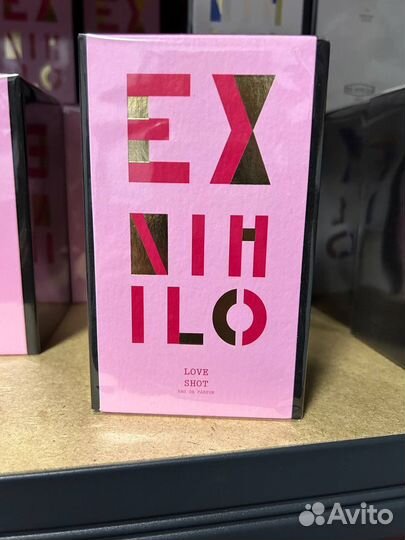 EX
NIH
ILO
LOVE
SHOT
EAU DE PARFUM
Avito